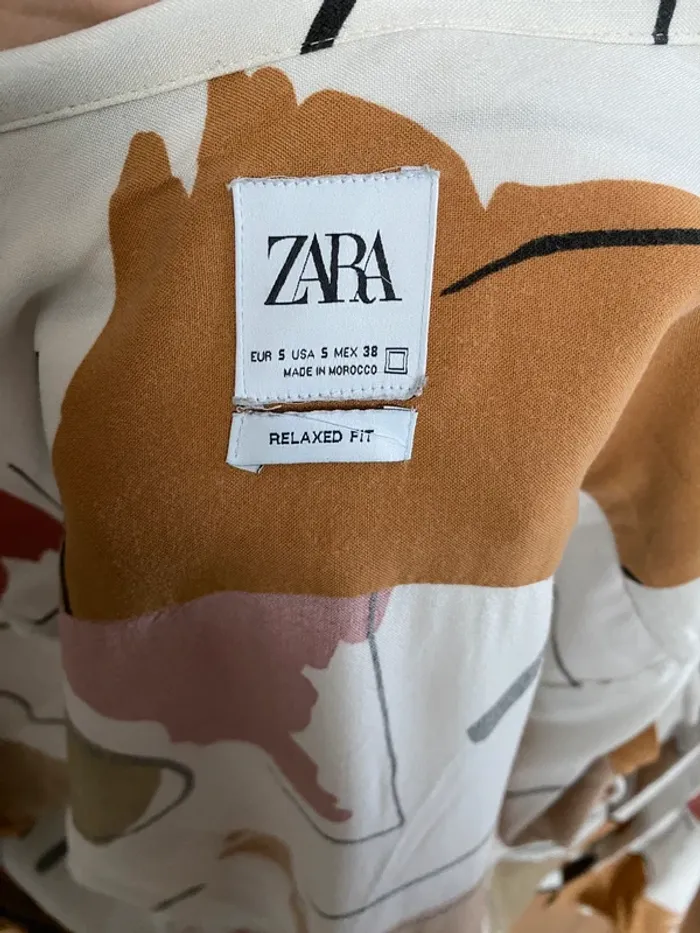 ZARA
EUR S USA S MEX 38
MADE IN MOROCCO
RELAXED FIT